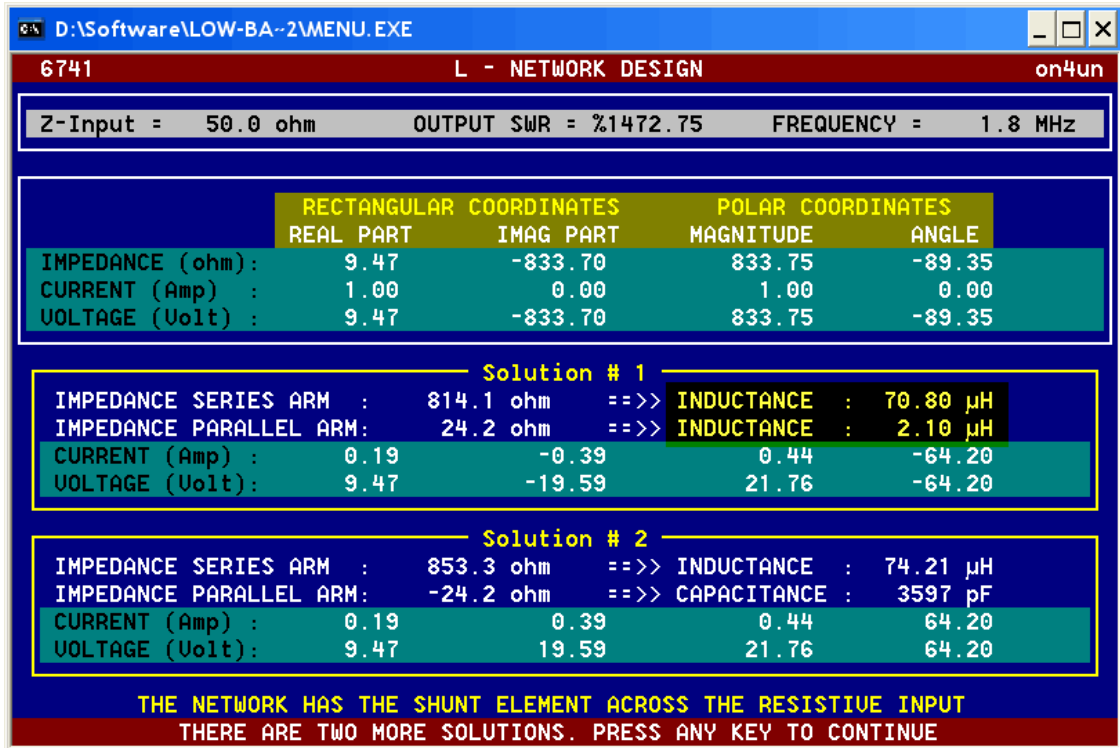 D:\Software\LOW-BA~2\MENU.EXE
6741 L - NETWORK DESIGN on4un
Z-Input = 50.0 ohm OUTPUT SWR = %1472.75 FREQUENCY = 1.8 MHz
RECTANGULAR COORDINATES POLAR COORDINATES
REAL PART IMAG PART MAGNITUDE ANGLE
IMPEDANCE (ohm): 9.47 -833.70 833.75 -89.35
CURRENT (Amp) : 1.00 0.00 1.00 0.00
VOLTAGE (Volt) : 9.47 -833.70 833.75 -89.35
Solution # 1
IMPEDANCE SERIES ARM : 814.1 ohm ==>> INDUCTANCE : 70.80 µH
IMPEDANCE PARALLEL ARM: 24.2 ohm ==>> INDUCTANCE : 2.10 µH
CURRENT (Amp) : 0.19 -0.39 0.44 -64.20
VOLTAGE (Volt): 9.47 -19.59 21.76 -64.20
Solution # 2
IMPEDANCE SERIES ARM : 853.3 ohm ==>> INDUCTANCE : 74.21 µH
IMPEDANCE PARALLEL ARM: -24.2 ohm ==>> CAPACITANCE : 3597 pF
CURRENT (Amp) : 0.19 0.39 0.44 64.20
VOLTAGE (Volt): 9.47 19.59 21.76 64.20
THE NETWORK HAS THE SHUNT ELEMENT ACROSS THE RESISTIVE INPUT
THERE ARE TWO MORE SOLUTIONS. PRESS ANY KEY TO CONTINUE